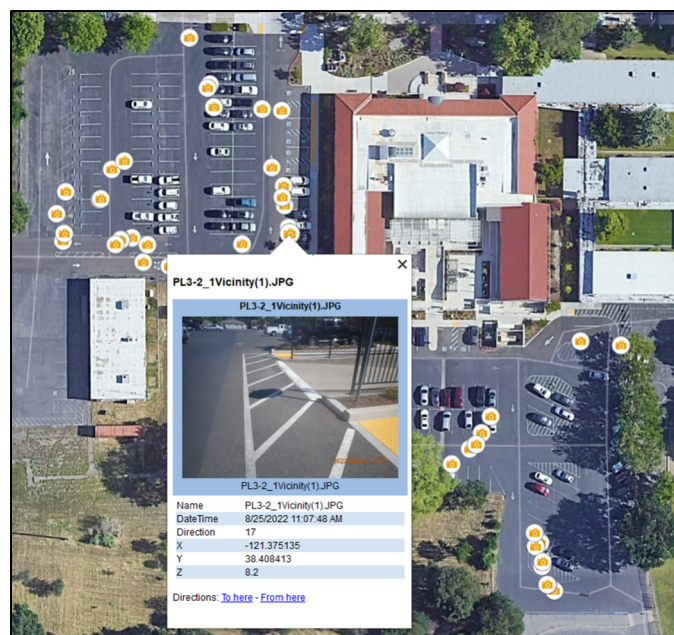 PL3-2_1Vicinity(1).JPG
PL3-2_1Vicinity(1).JPG
PL3-2_1Vicinity(1).JPG
Name PL3-2_1Vicinity(1).JPG
DateTime 8/25/2022 11:07:48 AM
Direction 17
X -121.375135
Y 38.408413
Z 8.2
Directions: To here - From here